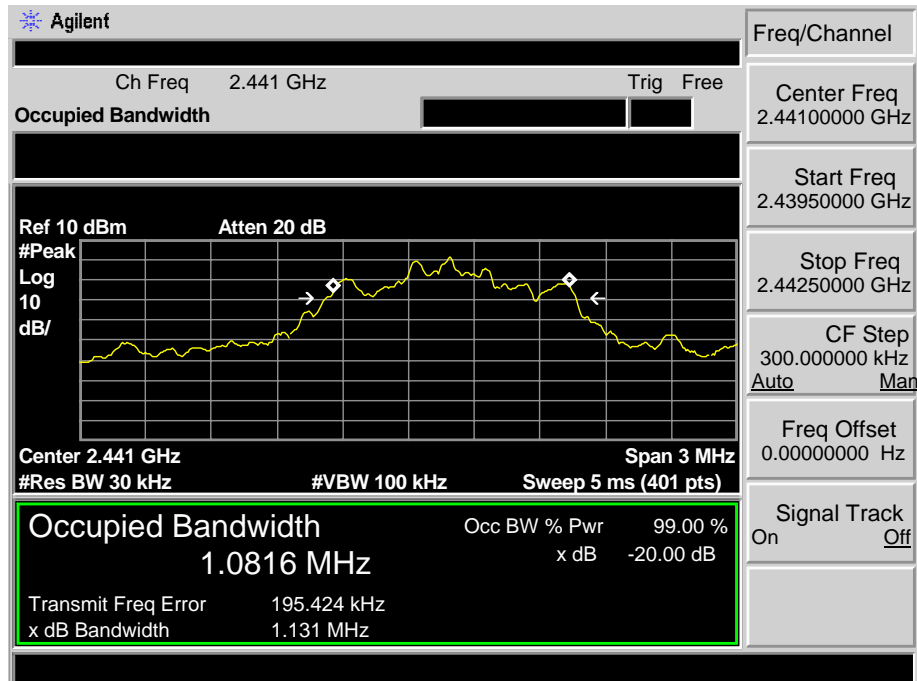 Agilent
Freq/Channel
Ch Freq 2.441 GHz Trig Free
Occupied Bandwidth
Center Freq
2.44100000 GHz
Start Freq
2.43950000 GHz
Stop Freq
2.44250000 GHz
CF Step
300.000000 kHz
Auto Man
Freq Offset
0.00000000 Hz
Signal Track
On Off
Ref 10 dBm Atten 20 dB
#Peak
Log
10
dB/
Center 2.441 GHz Span 3 MHz
#Res BW 30 kHz #VBW 100 kHz Sweep 5 ms (401 pts)
Occupied Bandwidth Occ BW % Pwr 99.00 %
1.0816 MHz x dB -20.00 dB
Transmit Freq Error 195.424 kHz
x dB Bandwidth 1.131 MHz